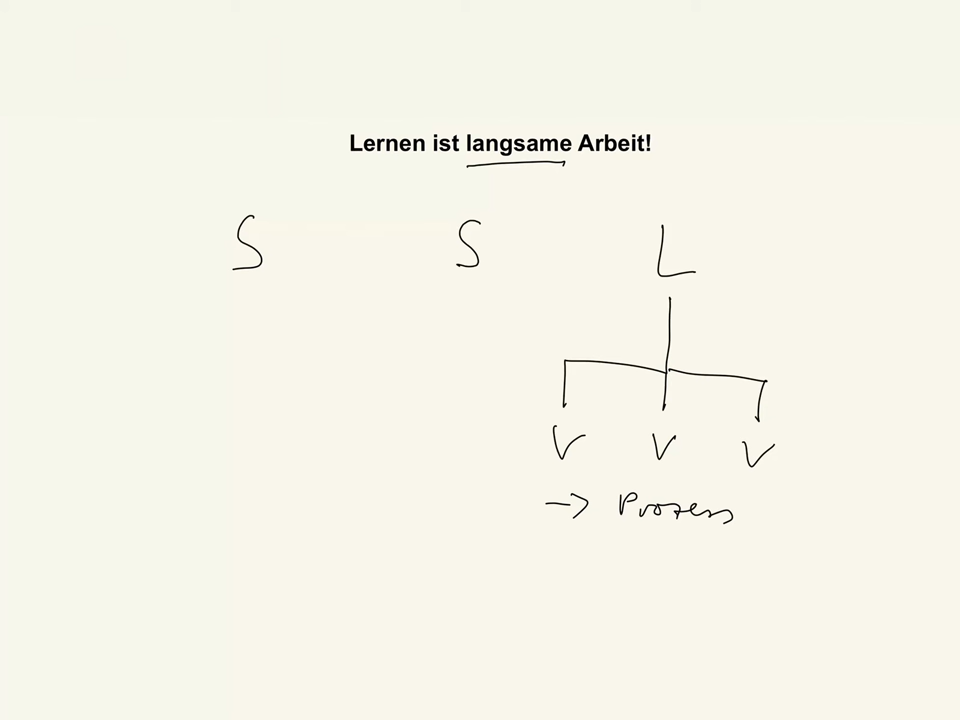 Lernen ist langsame Arbeit!
S S L
V V V
→ Prozess